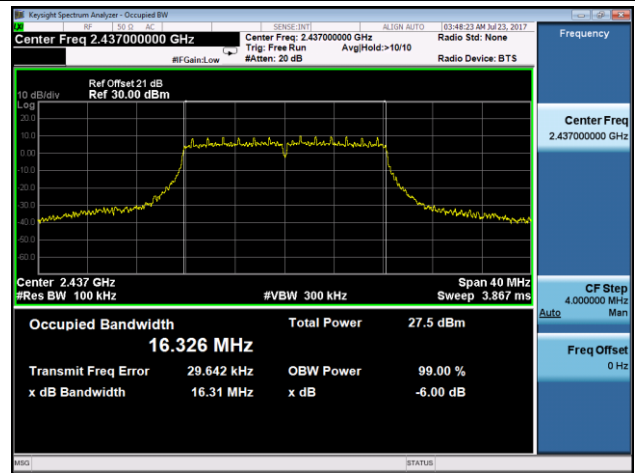 Keysight Spectrum Analyzer - Occupied BW
RF 50 Ω AC SENSE:INT ALIGN AUTO 03:48:23 AM Jul 23, 2017
Center Freq 2.437000000 GHz
Center Freq: 2.437000000 GHz Radio Std: None
Trig: Free Run Avg|Hold:>10/10
#IFGain:Low #Atten: 20 dB Radio Device: BTS
Frequency
Ref Offset 21 dB
10 dB/div Ref 30.00 dBm
Log
20.0
10.0
0.00
-10.0
-20.0
-30.0
-40.0
-50.0
-60.0
Center 2.437 GHz Span 40 MHz
#Res BW 100 kHz #VBW 300 kHz Sweep 3.867 ms
Occupied Bandwidth Total Power 27.5 dBm
16.326 MHz
Transmit Freq Error 29.642 kHz OBW Power 99.00 %
x dB Bandwidth 16.31 MHz x dB -6.00 dB
Center Freq
2.437000000 GHz
CF Step
4.000000 MHz
Auto Man
Freq Offset
0 Hz
MSG STATUS